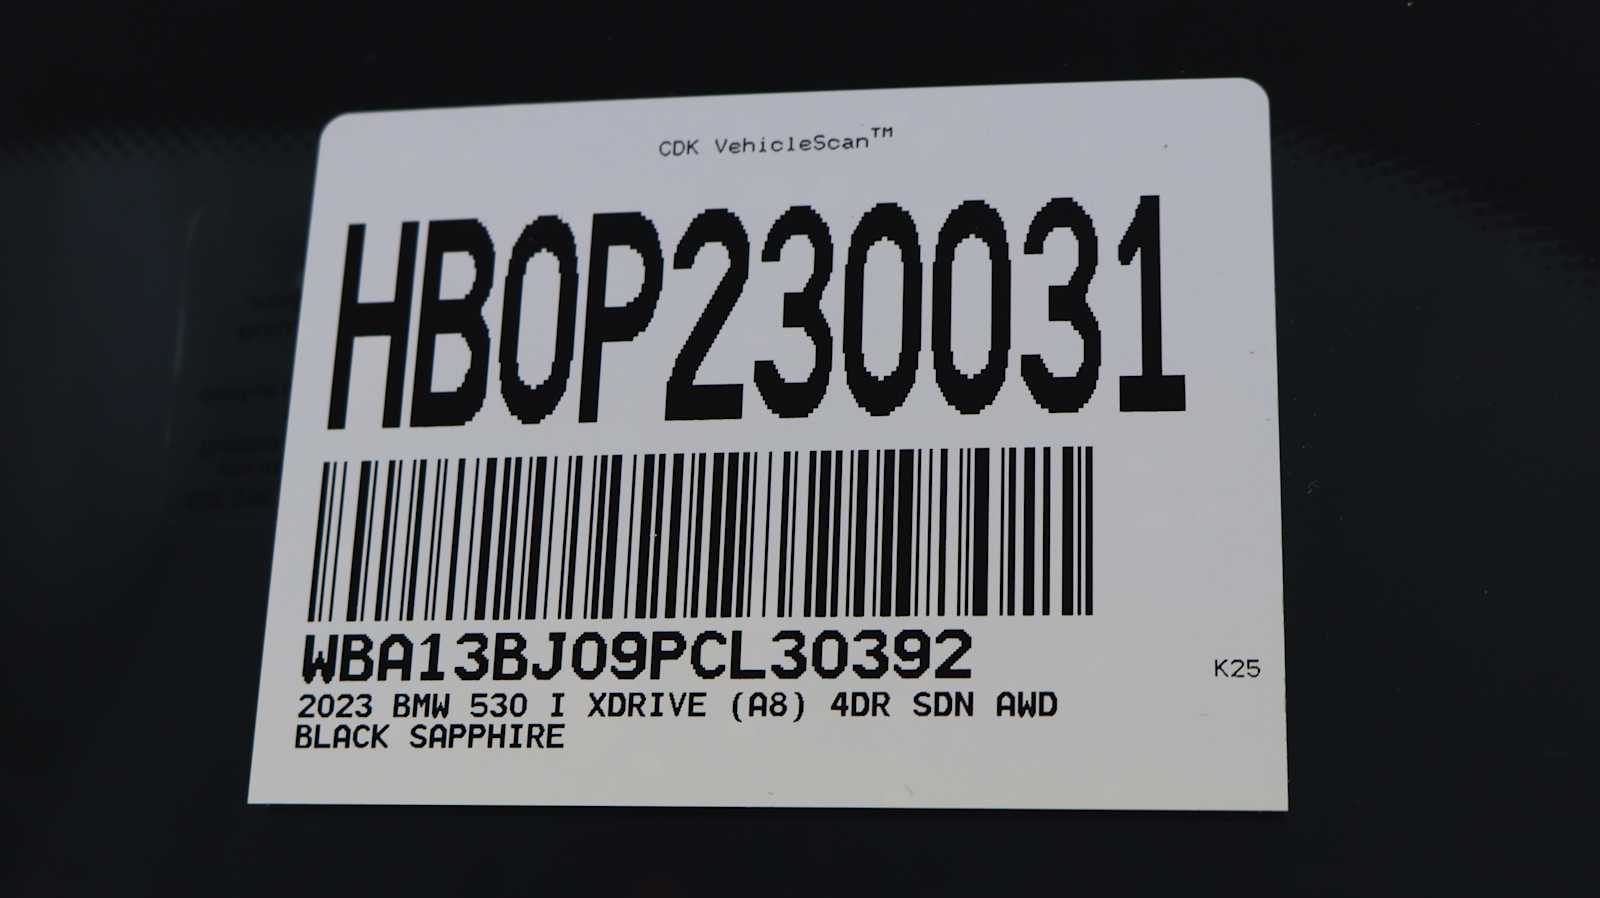 CDK VehicleScan™
HBOP230031
WBA13BJ09PCL30392
K25
2023 BMW 530 I XDRIVE (A8) 4DR SDN AWD
BLACK SAPPHIRE